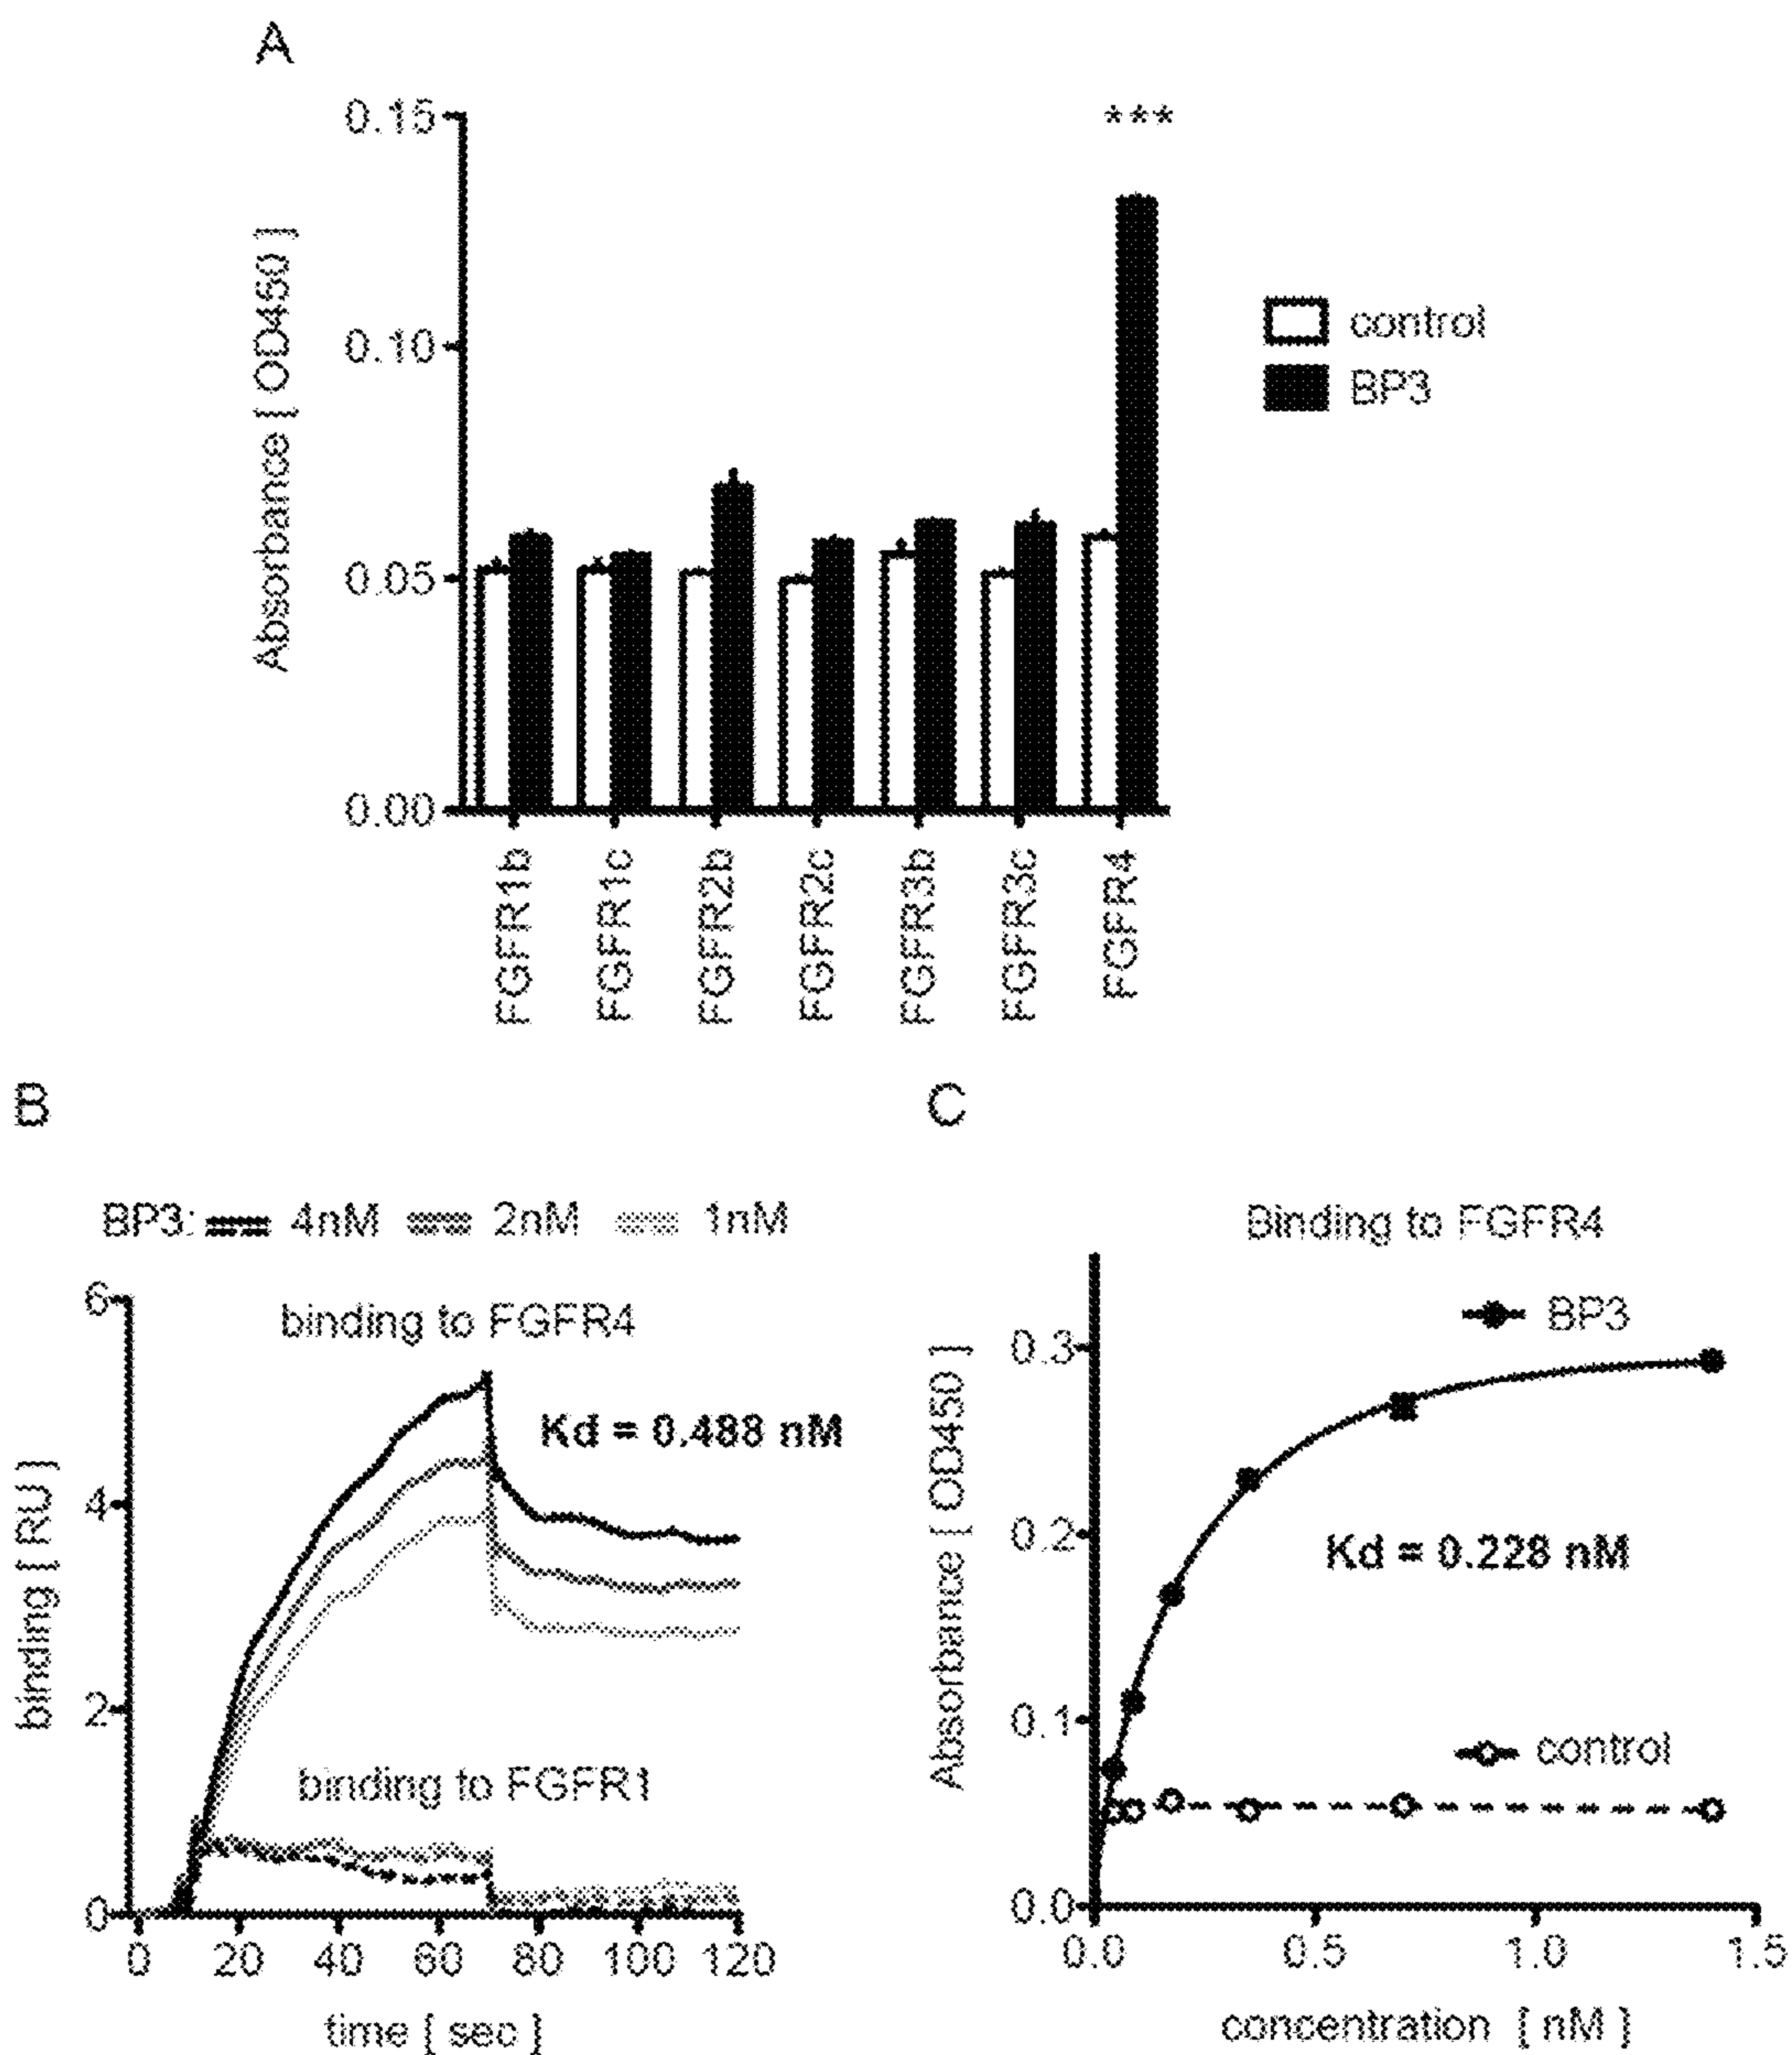 A
0.15
0.10
0.05
0.00
Absorbance [ OD450 ]
***
control
BP3
FGFR1b
FGFR1c
FGFR2b
FGFR2c
FGFR3b
FGFR3c
FGFR4
B
BP3: 4nM 2nM 1nM
binding to FGFR4
Kd = 0.488 nM
binding to FGFR1
6
4
2
0
binding [ RU ]
0 20 40 60 80 100 120
time [ sec ]
C
Binding to FGFR4
BP3
Kd = 0.228 nM
control
0.3
0.2
0.1
0.0
Absorbance [ OD450 ]
0.0 0.5 1.0 1.5
concentration [ nM ]